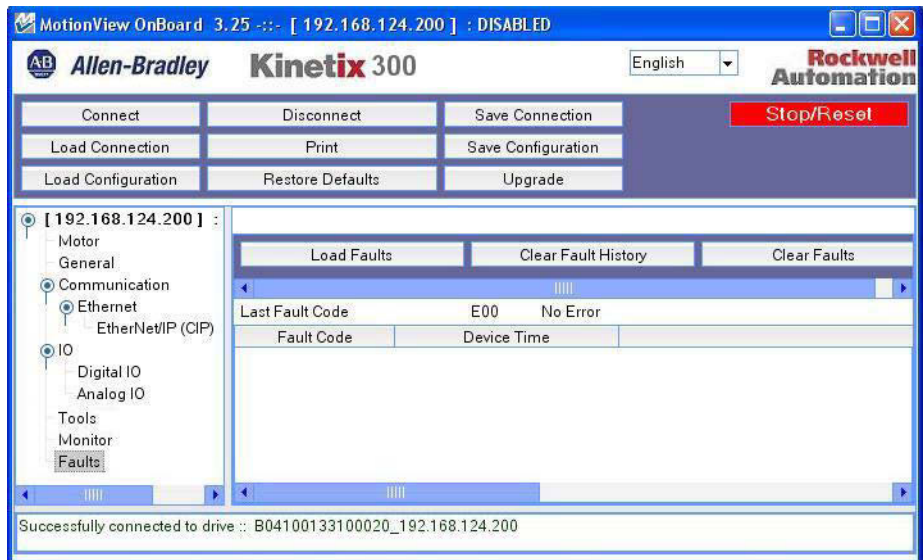 MotionView OnBoard 3.25 -::- [ 192.168.124.200 ] : DISABLED
AB Allen-Bradley Kinetix 300 English Rockwell
Automation
Connect Disconnect Save Connection Stop/Reset
Load Connection Print Save Configuration
Load Configuration Restore Defaults Upgrade
[ 192.168.124.200 ] :
Motor
General
Communication
Ethernet
EtherNet/IP (CIP)
IO
Digital IO
Analog IO
Tools
Monitor
Faults
Load Faults Clear Fault History Clear Faults
Last Fault Code E00 No Error
Fault Code Device Time
Successfully connected to drive :: B04100133100020_192.168.124.200